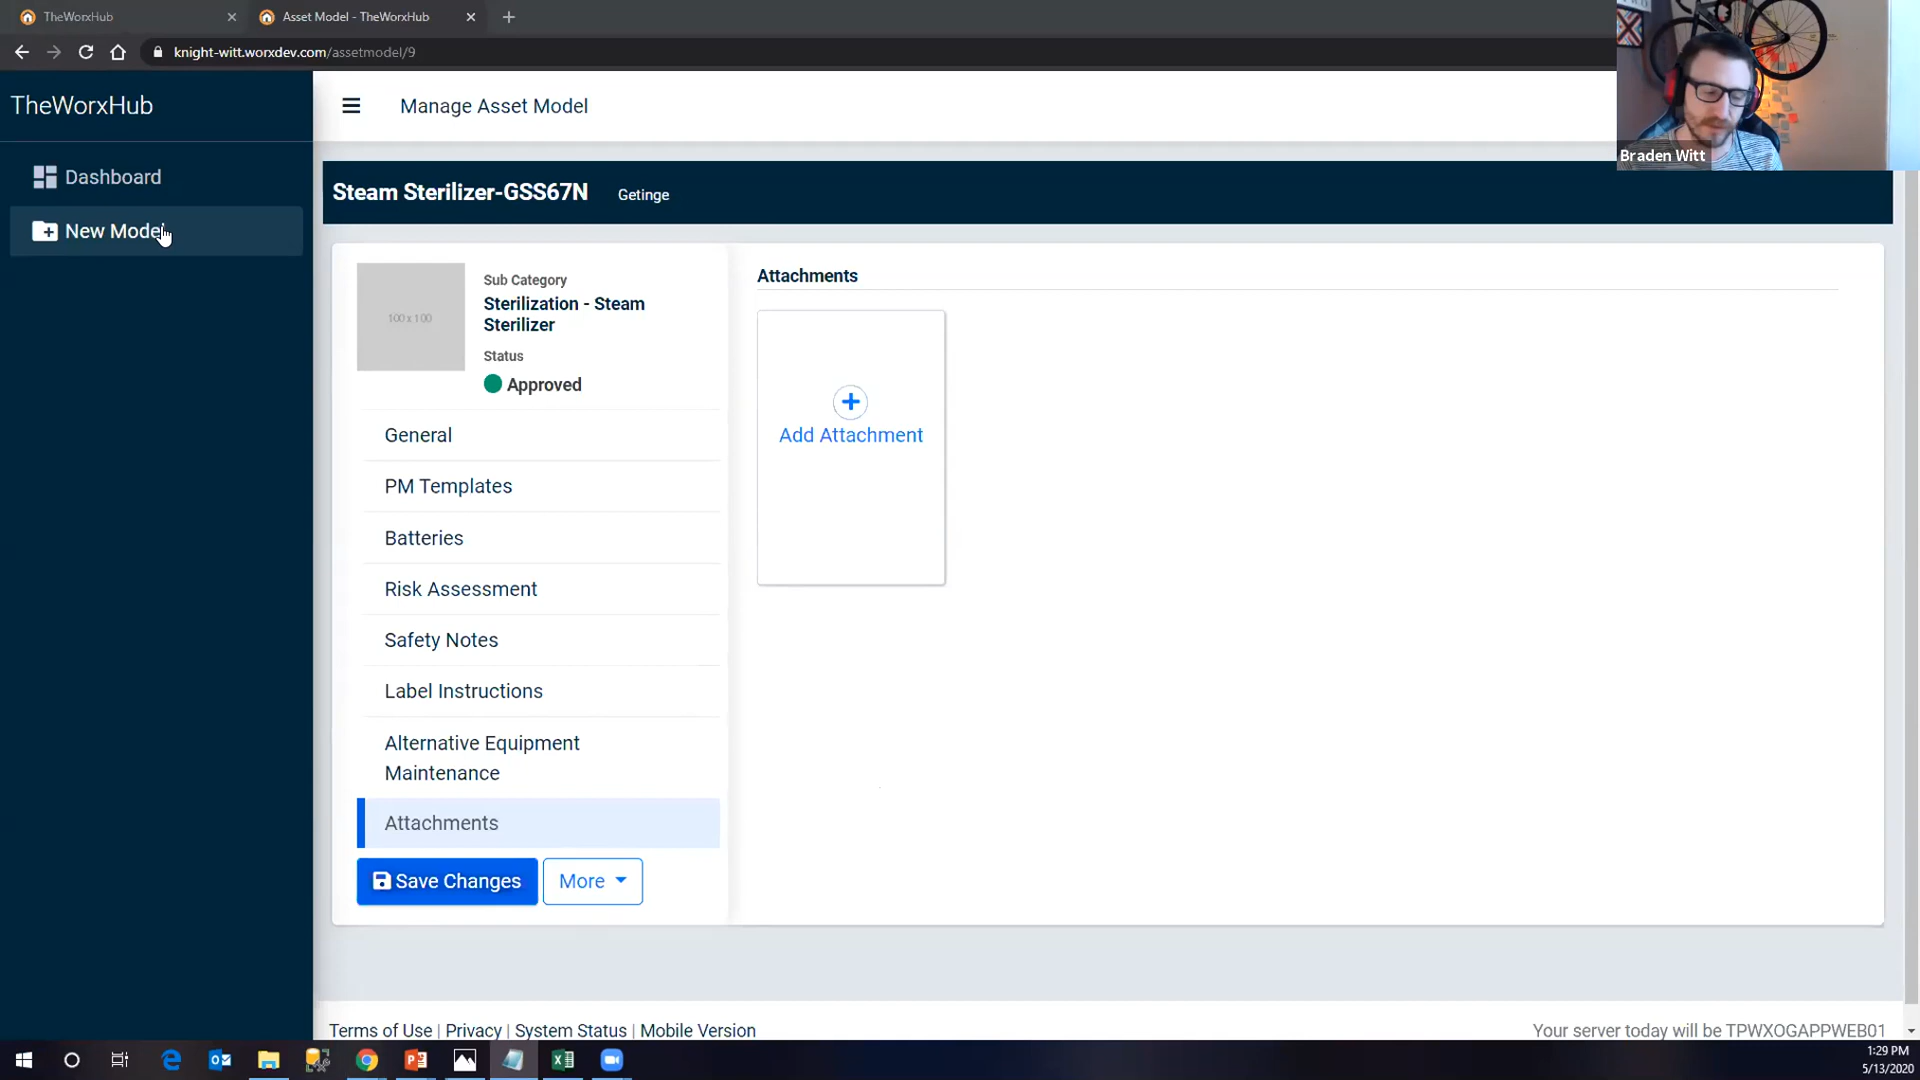 TheWorxHub
Asset Model - TheWorxHub
knight-witt.worxdev.com/assetmodel/9
TheWorxHub
Manage Asset Model
Braden Witt
Dashboard
New Model
Steam Sterilizer-GSS67N Getinge
100 x 100
Sub Category
Sterilization - Steam
Sterilizer
Status
Approved
General
PM Templates
Batteries
Risk Assessment
Safety Notes
Label Instructions
Alternative Equipment
Maintenance
Attachments
Save Changes
More
Attachments
Add Attachment
Terms of Use | Privacy | System Status | Mobile Version
Your server today will be TPWXOGAPPWEB01
1:29 PM
5/13/2020